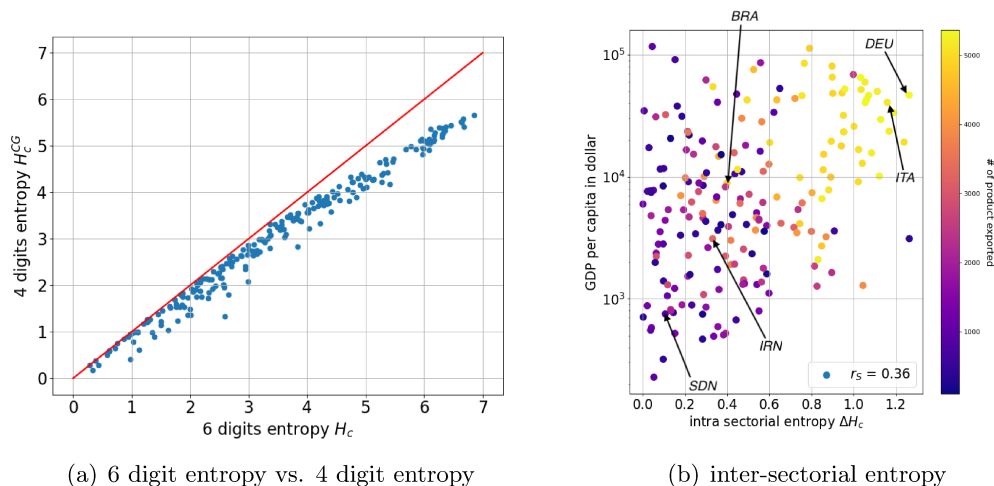 7
6
5
4
3
2
1
0
4 digits entropy H_c^{CG}
0 1 2 3 4 5 6 7
6 digits entropy H_c
(a) 6 digit entropy vs. 4 digit entropy
BRA
DEU
ITA
IRN
SDN
10^5
10^4
10^3
GDP per capita in dollar
r_S = 0.36
0.0 0.2 0.4 0.6 0.8 1.0 1.2
intra sectorial entropy ΔH_c
5000
4000
3000
2000
1000
# of product exported
(b) inter-sectorial entropy